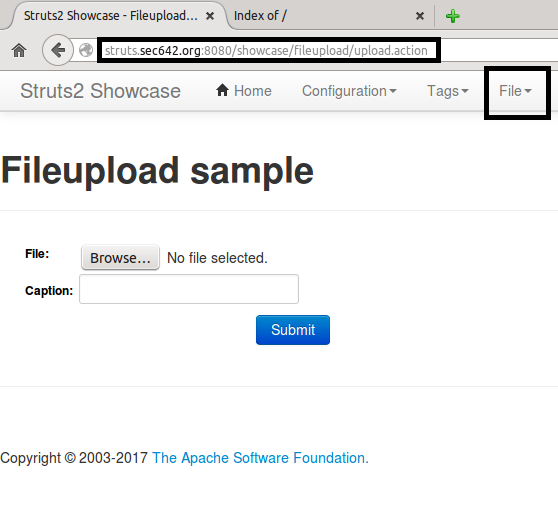 Struts2 Showcase - Fileupload... Index of /
struts.sec642.org:8080/showcase/fileupload/upload.action
Struts2 Showcase Home Configuration Tags File
Fileupload sample
File: Browse... No file selected.
Caption:
Submit
Copyright © 2003-2017 The Apache Software Foundation.